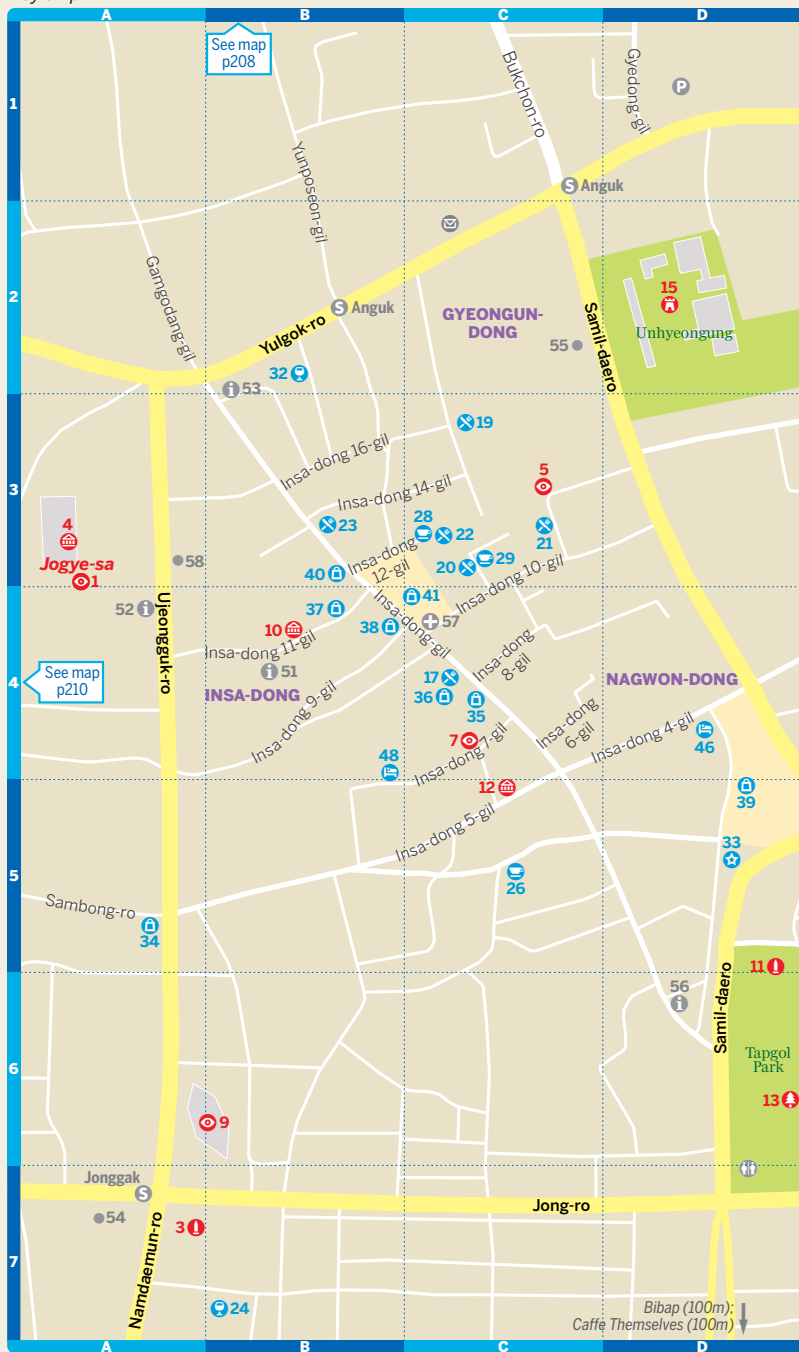 A B C D
See map
p208
1
Bukchon-ro
Gyedong-gil
P
Yunposeon-gil
S Anguk
Gamgodang-gil
2
15
Unhyeongung
S Anguk
GYEONGUN-
DONG
Yulgok-ro
55
Samil-daero
32
i 53
19
Insa-dong 16-gil
5
3
Insa-dong 14-gil
4
23
28
22
21
Jogye-sa
1
58
Insa-dong
12-gil
20
29
40
Insa-dong 10-gil
41
52 i
37
Ujeongguk-ro
10
38
57
Insa-dong-gil
Insa-dong 11-gil
Insa-dong
8-gil
See map
p210
4
i 51
17
NAGWON-DONG
INSA-DONG
36
35
Insa-dong 9-gil
Insa-dong
6-gil
Insa-dong 4-gil
46
7
Insa-dong 7-gil
48
12
39
Insa-dong 5-gil
33
5
26
Sambong-ro
34
11
56
i
Samil-daero
Tapgol
Park
6
13
9
Jonggak
S
54
3
Jong-ro
Namdaemun-ro
7
24
Bibap (100m);
Caffe Themselves (100m)
A B C D